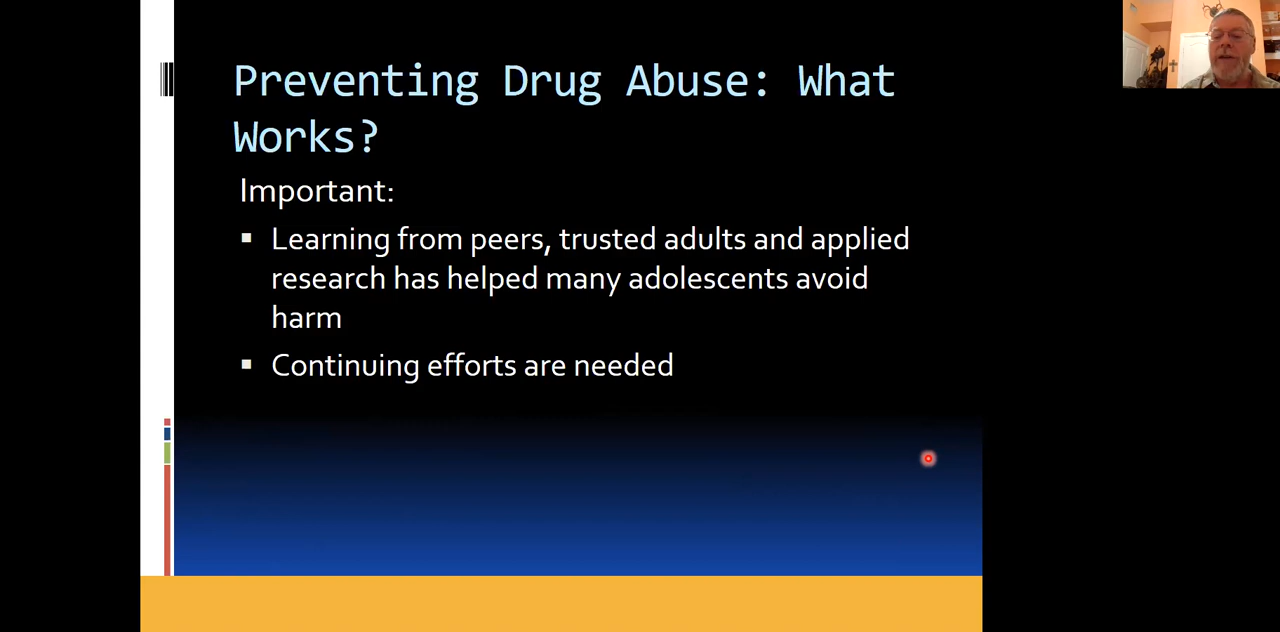 Preventing Drug Abuse: What
Works?
Important:
Learning from peers, trusted adults and applied
research has helped many adolescents avoid
harm
Continuing efforts are needed